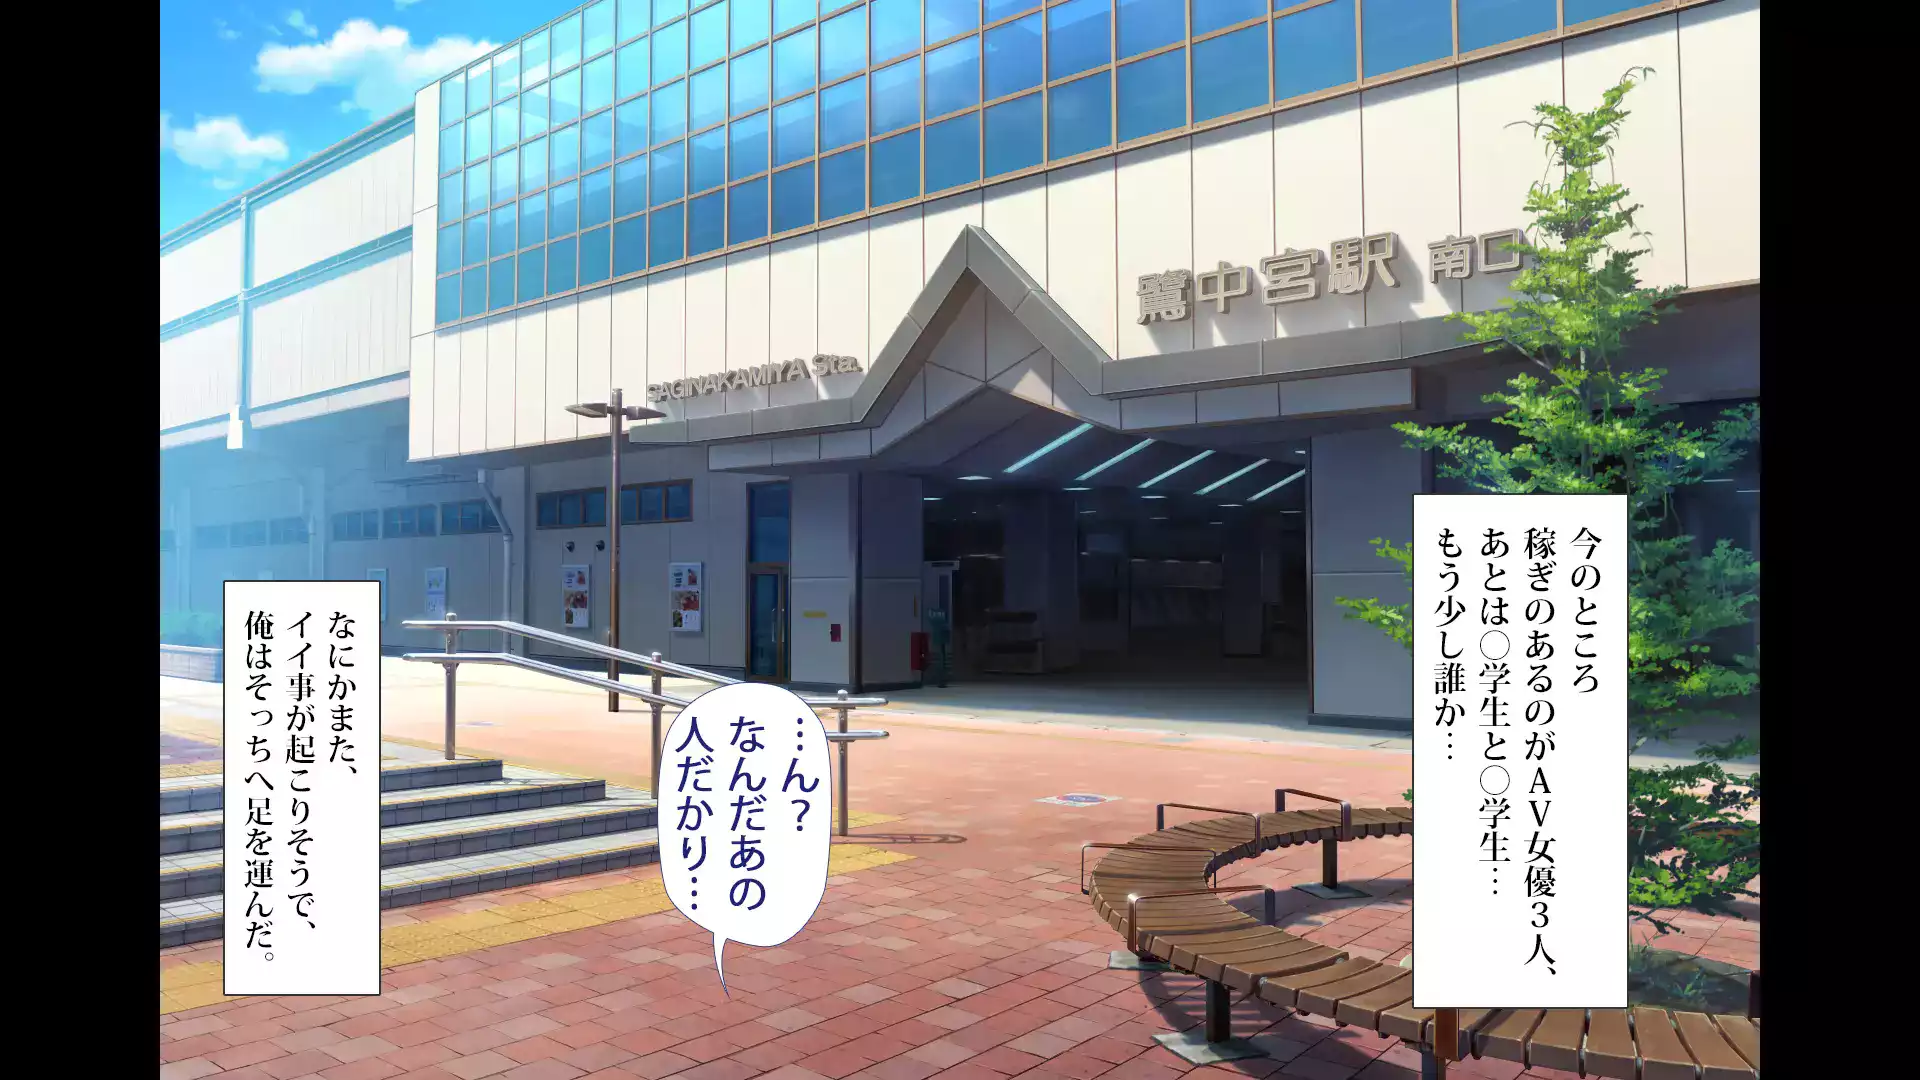 鷺中宮駅 南口
SAGINAKAMIYA Sta.
今のところ
稼ぎのあるのがAV女優3人、
あとは○学生と○学生…
もう少し誰か…
…ん?
なんだあの
人だかり…
なにかまた、
イイ事が起こりそうで、
俺はそっちへ足を運んだ。